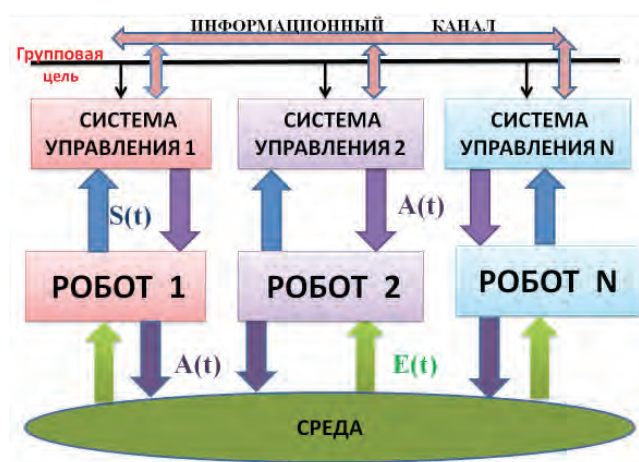 ИНФОРМАЦИОННЫЙ КАНАЛ
Групповая
цель
СИСТЕМА
УПРАВЛЕНИЯ 1
СИСТЕМА
УПРАВЛЕНИЯ 2
СИСТЕМА
УПРАВЛЕНИЯ N
S(t)
A(t)
РОБОТ 1
РОБОТ 2
РОБОТ N
A(t)
E(t)
СРЕДА